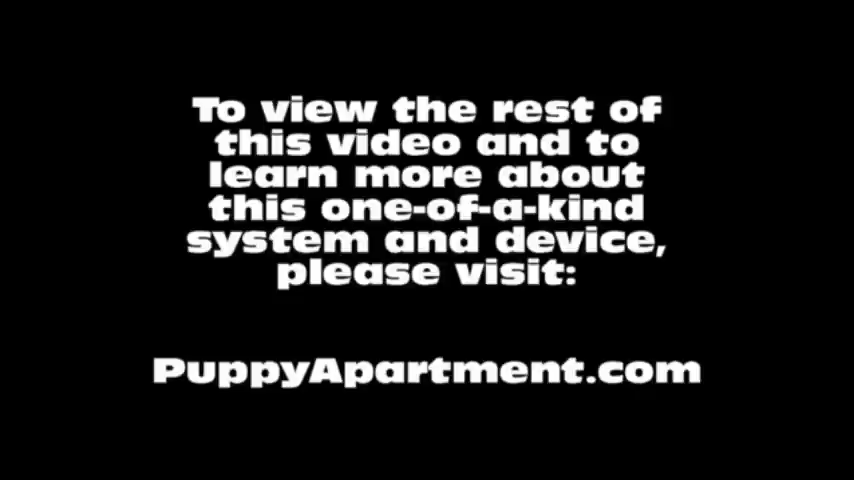 To view the rest of
this video and to
learn more about
this one-of-a-kind
system and device,
please visit:
PuppyApartment.com